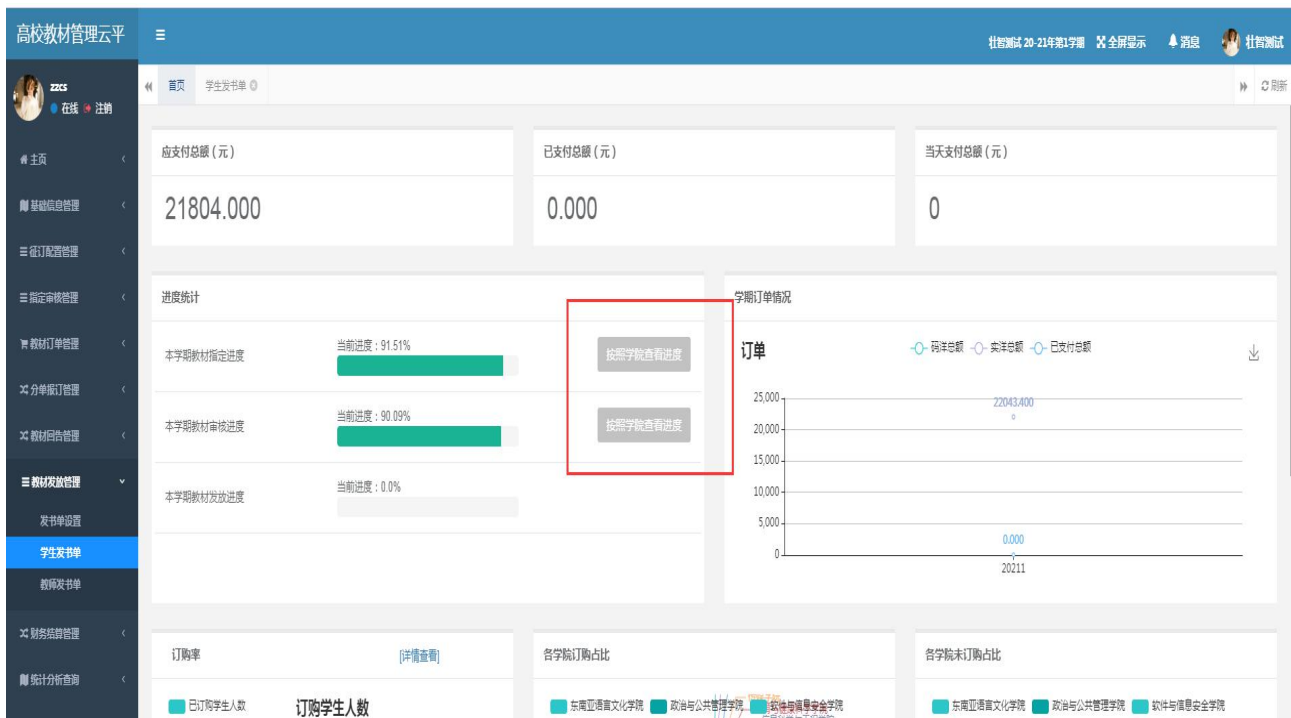 高校教材管理云平
牡智测试 20-21年第1学期 全屏显示 消息 牡智测试
zzcs
在线 注销
首页 学生发书单 刷新
主页
基础信息管理
征订配置管理
指定审核管理
教材订单管理
分单报订管理
教材回告管理
教材发放管理
发书单设置
学生发书单
教师发书单
财务结算管理
统计分析查询
应支付总额(元)
21804.000
已支付总额(元)
0.000
当天支付总额(元)
0
进度统计
本学期教材指定进度 当前进度:91.51% 按照学院查看进度
本学期教材审核进度 当前进度:90.09% 按照学院查看进度
本学期教材发放进度 当前进度:0.0%
学期订单情况
订单 码洋总额 实洋总额 已支付总额
25,000
22043.400
20,000
15,000
10,000
5,000
0.000
0
20211
订购率 [详情查看]
已订购学生人数 订购学生人数
各学院订购占比
东南亚语言文化学院 政治与公共管理学院 软件与信息安全学院
各学院未订购占比
东南亚语言文化学院 政治与公共管理学院 软件与信息安全学院